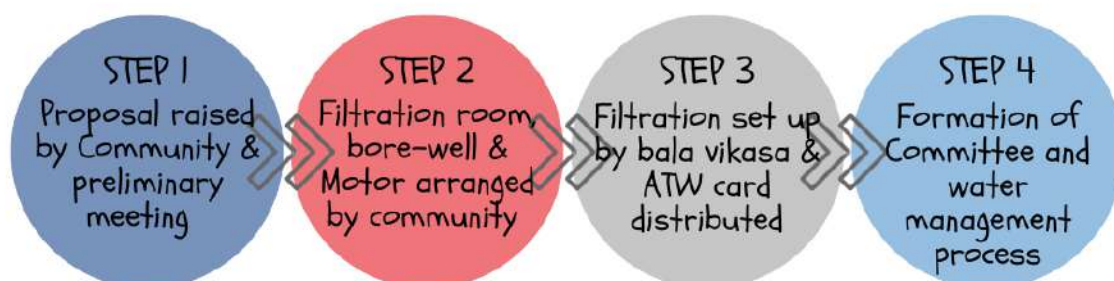 STEP 1
Proposal raised
by Community &
preliminary
meeting
STEP 2
Filtration room,
bore-well &
Motor arranged
by community
STEP 3
Filtration set up
by bala vikasa &
ATW card
distributed
STEP 4
Formation of
Committee and
water
management
process